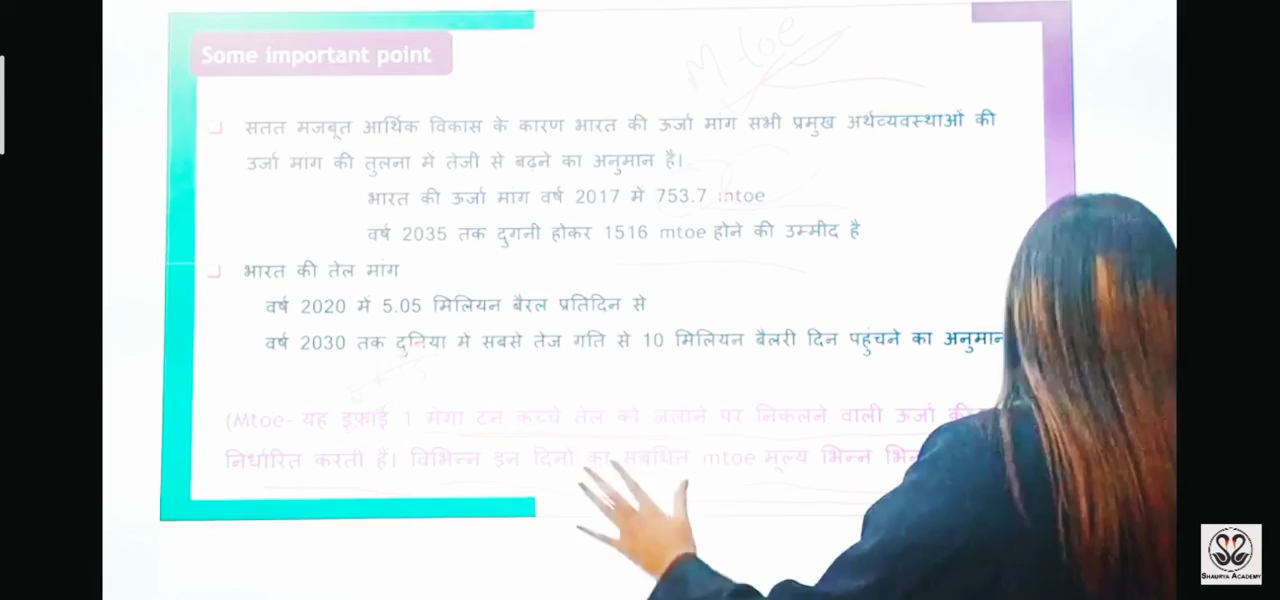 Mtoe
Some important point
सतत मजबूत आर्थिक विकास के कारण भारत की ऊर्जा मांग सभी प्रमुख अर्थव्यवस्थाओं की
उर्जा मांग की तुलना में तेजी से बढ़ने का अनुमान है।
भारत की ऊर्जा मांग वर्ष 2017 में 753.7 mtoe
वर्ष 2035 तक दुगनी होकर 1516 mtoe होने की उम्मीद है
भारत की तेल मांग
वर्ष 2020 में 5.05 मिलियन बैरल प्रतिदिन से
वर्ष 2030 तक दुनिया मे सबसे तेज गति से 10 मिलियन बैलरी दिन पहुंचने का अनुमान
(Mtoe- यह इकाई 1 मेगा टन कच्चे तेल को जलाने पर निकलने वाली ऊर्जा की
निर्धारित करती है। विभिन्न इन दिनो का संबंधित mtoe मूल्य भिन्न
SHAURYA ACADEMY